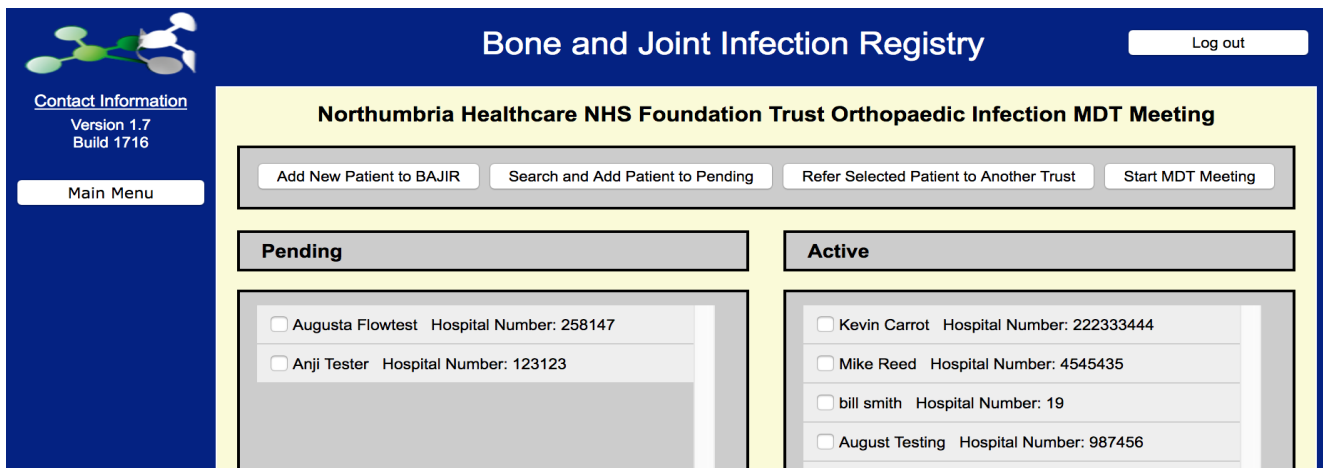 Bone and Joint Infection Registry
Log out
Contact Information
Version 1.7
Build 1716
Main Menu
Northumbria Healthcare NHS Foundation Trust Orthopaedic Infection MDT Meeting
Add New Patient to BAJIR Search and Add Patient to Pending Refer Selected Patient to Another Trust Start MDT Meeting
Pending
Augusta Flowtest Hospital Number: 258147
Anji Tester Hospital Number: 123123
Active
Kevin Carrot Hospital Number: 222333444
Mike Reed Hospital Number: 4545435
bill smith Hospital Number: 19
August Testing Hospital Number: 987456